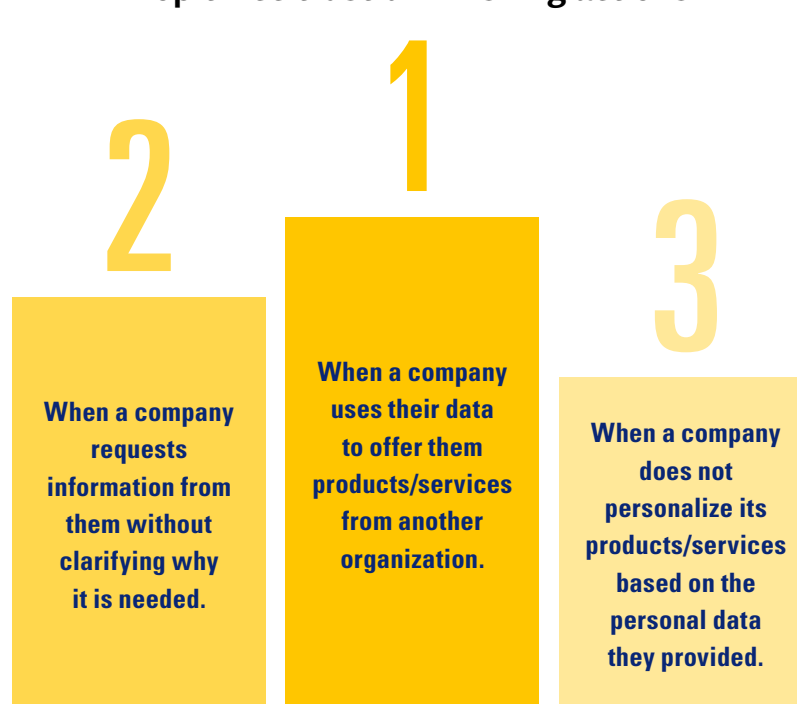 2
When a company
requests
information from
them without
clarifying why
it is needed.
1
When a company
uses their data
to offer them
products/services
from another
organization.
3
When a company
does not
personalize its
products/services
based on the
personal data
they provided.